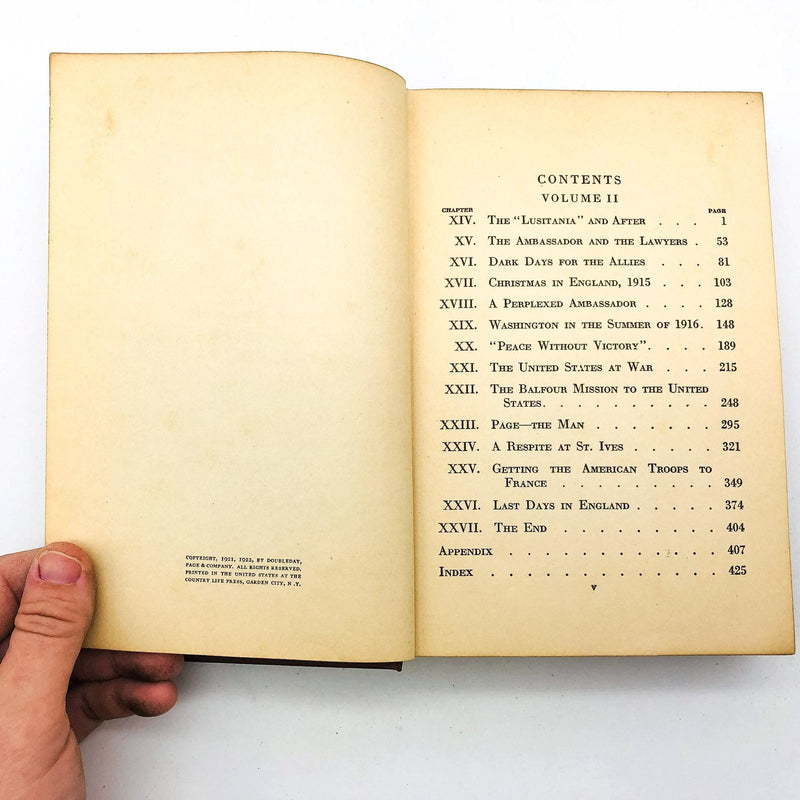 COPYRIGHT, 1921, 1922, BY DOUBLEDAY,
PAGE & COMPANY. ALL RIGHTS RESERVED.
PRINTED IN THE UNITED STATES AT THE
COUNTRY LIFE PRESS, GARDEN CITY, N. Y.
CONTENTS
VOLUME II
CHAPTER PAGE
XIV. THE "LUSITANIA" AND AFTER . . . 1
XV. THE AMBASSADOR AND THE LAWYERS . 53
XVI. DARK DAYS FOR THE ALLIES . . . 81
XVII. CHRISTMAS IN ENGLAND, 1915 . . . 103
XVIII. A PERPLEXED AMBASSADOR . . . . 128
XIX. WASHINGTON IN THE SUMMER OF 1916. 148
XX. "PEACE WITHOUT VICTORY". . . . 189
XXI. THE UNITED STATES AT WAR . . . 215
XXII. THE BALFOUR MISSION TO THE UNITED
STATES. . . . . . . . . 248
XXIII. PAGE—THE MAN . . . . . . 295
XXIV. A RESPITE AT ST. IVES . . . . 321
XXV. GETTING THE AMERICAN TROOPS TO
FRANCE . . . . . . . . 349
XXVI. LAST DAYS IN ENGLAND . . . . 374
XXVII. THE END . . . . . . . . 404
APPENDIX . . . . . . . . . . . 407
INDEX . . . . . . . . . . . . 425
v